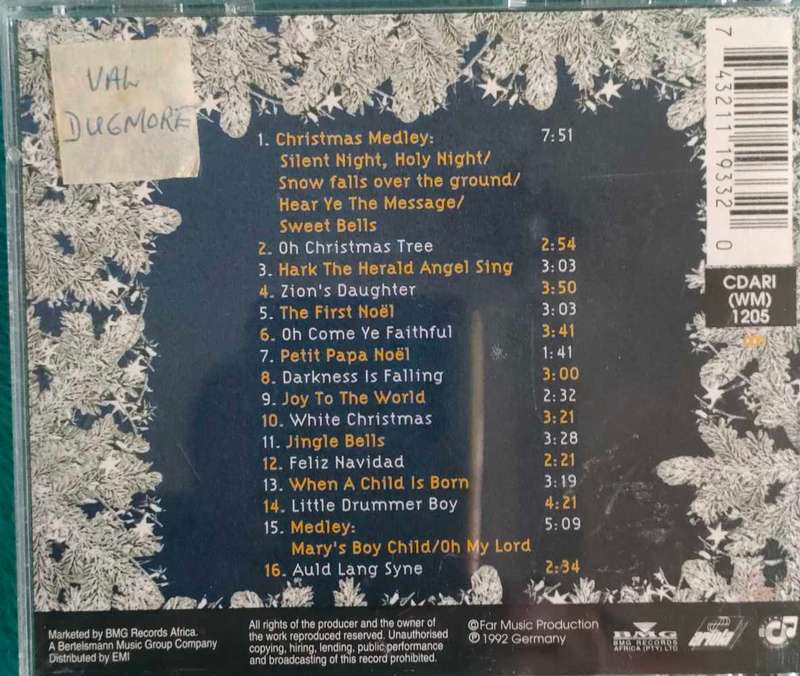 VAL
DUGMORE
1. Christmas Medley: 7:51
Silent Night, Holy Night/
Snow falls over the ground/
Hear Ye The Message/
Sweet Bells
2. Oh Christmas Tree 2:54
3. Hark The Herald Angel Sing 3:03
4. Zion's Daughter 3:50
5. The First Noël 3:03
6. Oh Come Ye Faithful 3:41
7. Petit Papa Noël 1:41
8. Darkness Is Falling 3:00
9. Joy To The World 2:32
10. White Christmas 3:21
11. Jingle Bells 3:28
12. Feliz Navidad 2:21
13. When A Child Is Born 3:19
14. Little Drummer Boy 4:21
15. Medley: 5:09
Mary's Boy Child/Oh My Lord
16. Auld Lang Syne 2:34
7 43211 19332 0
CDARI
(WM)
1205
Marketed by BMG Records Africa.
A Bertelsmann Music Group Company
Distributed by EMI
All rights of the producer and the owner of
the work reproduced reserved. Unauthorised
copying, hiring, lending, public performance
and broadcasting of this record prohibited.
©Far Music Production
℗1992 Germany
BMG
BMG RECORDS
AFRICA (PTY) LTD
ariola